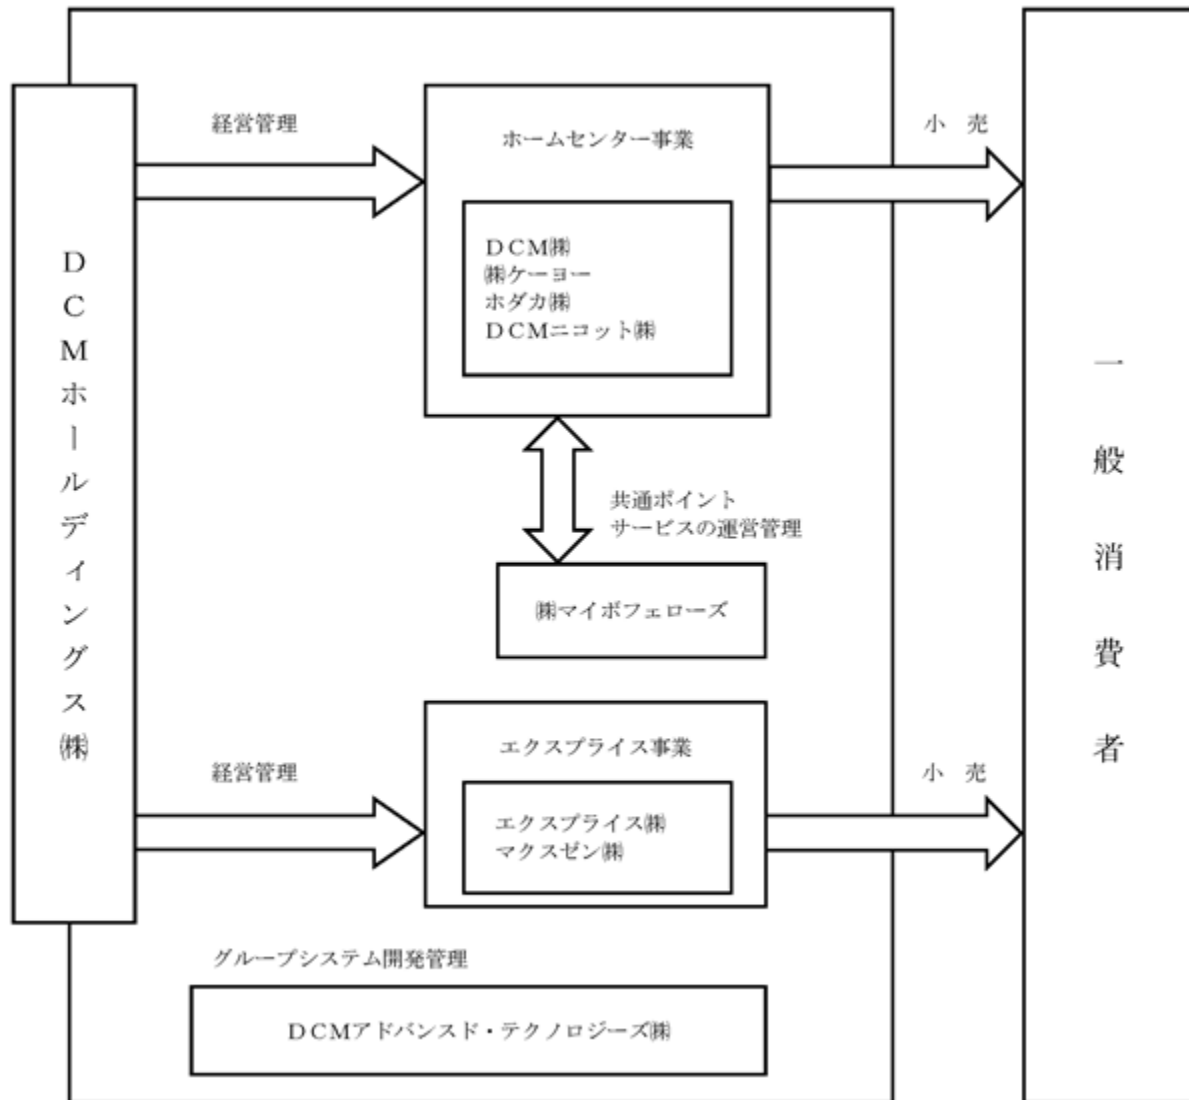 DCMホールディングス㈱
経営管理
ホームセンター事業
DCM㈱
㈱ケーヨー
ホダカ㈱
DCMニコット㈱
小　売
共通ポイント
サービスの運営管理
㈱マイボフェローズ
経営管理
エクスプライス事業
エクスプライス㈱
マクスゼン㈱
小　売
グループシステム開発管理
DCMアドバンスド・テクノロジーズ㈱
一般消費者